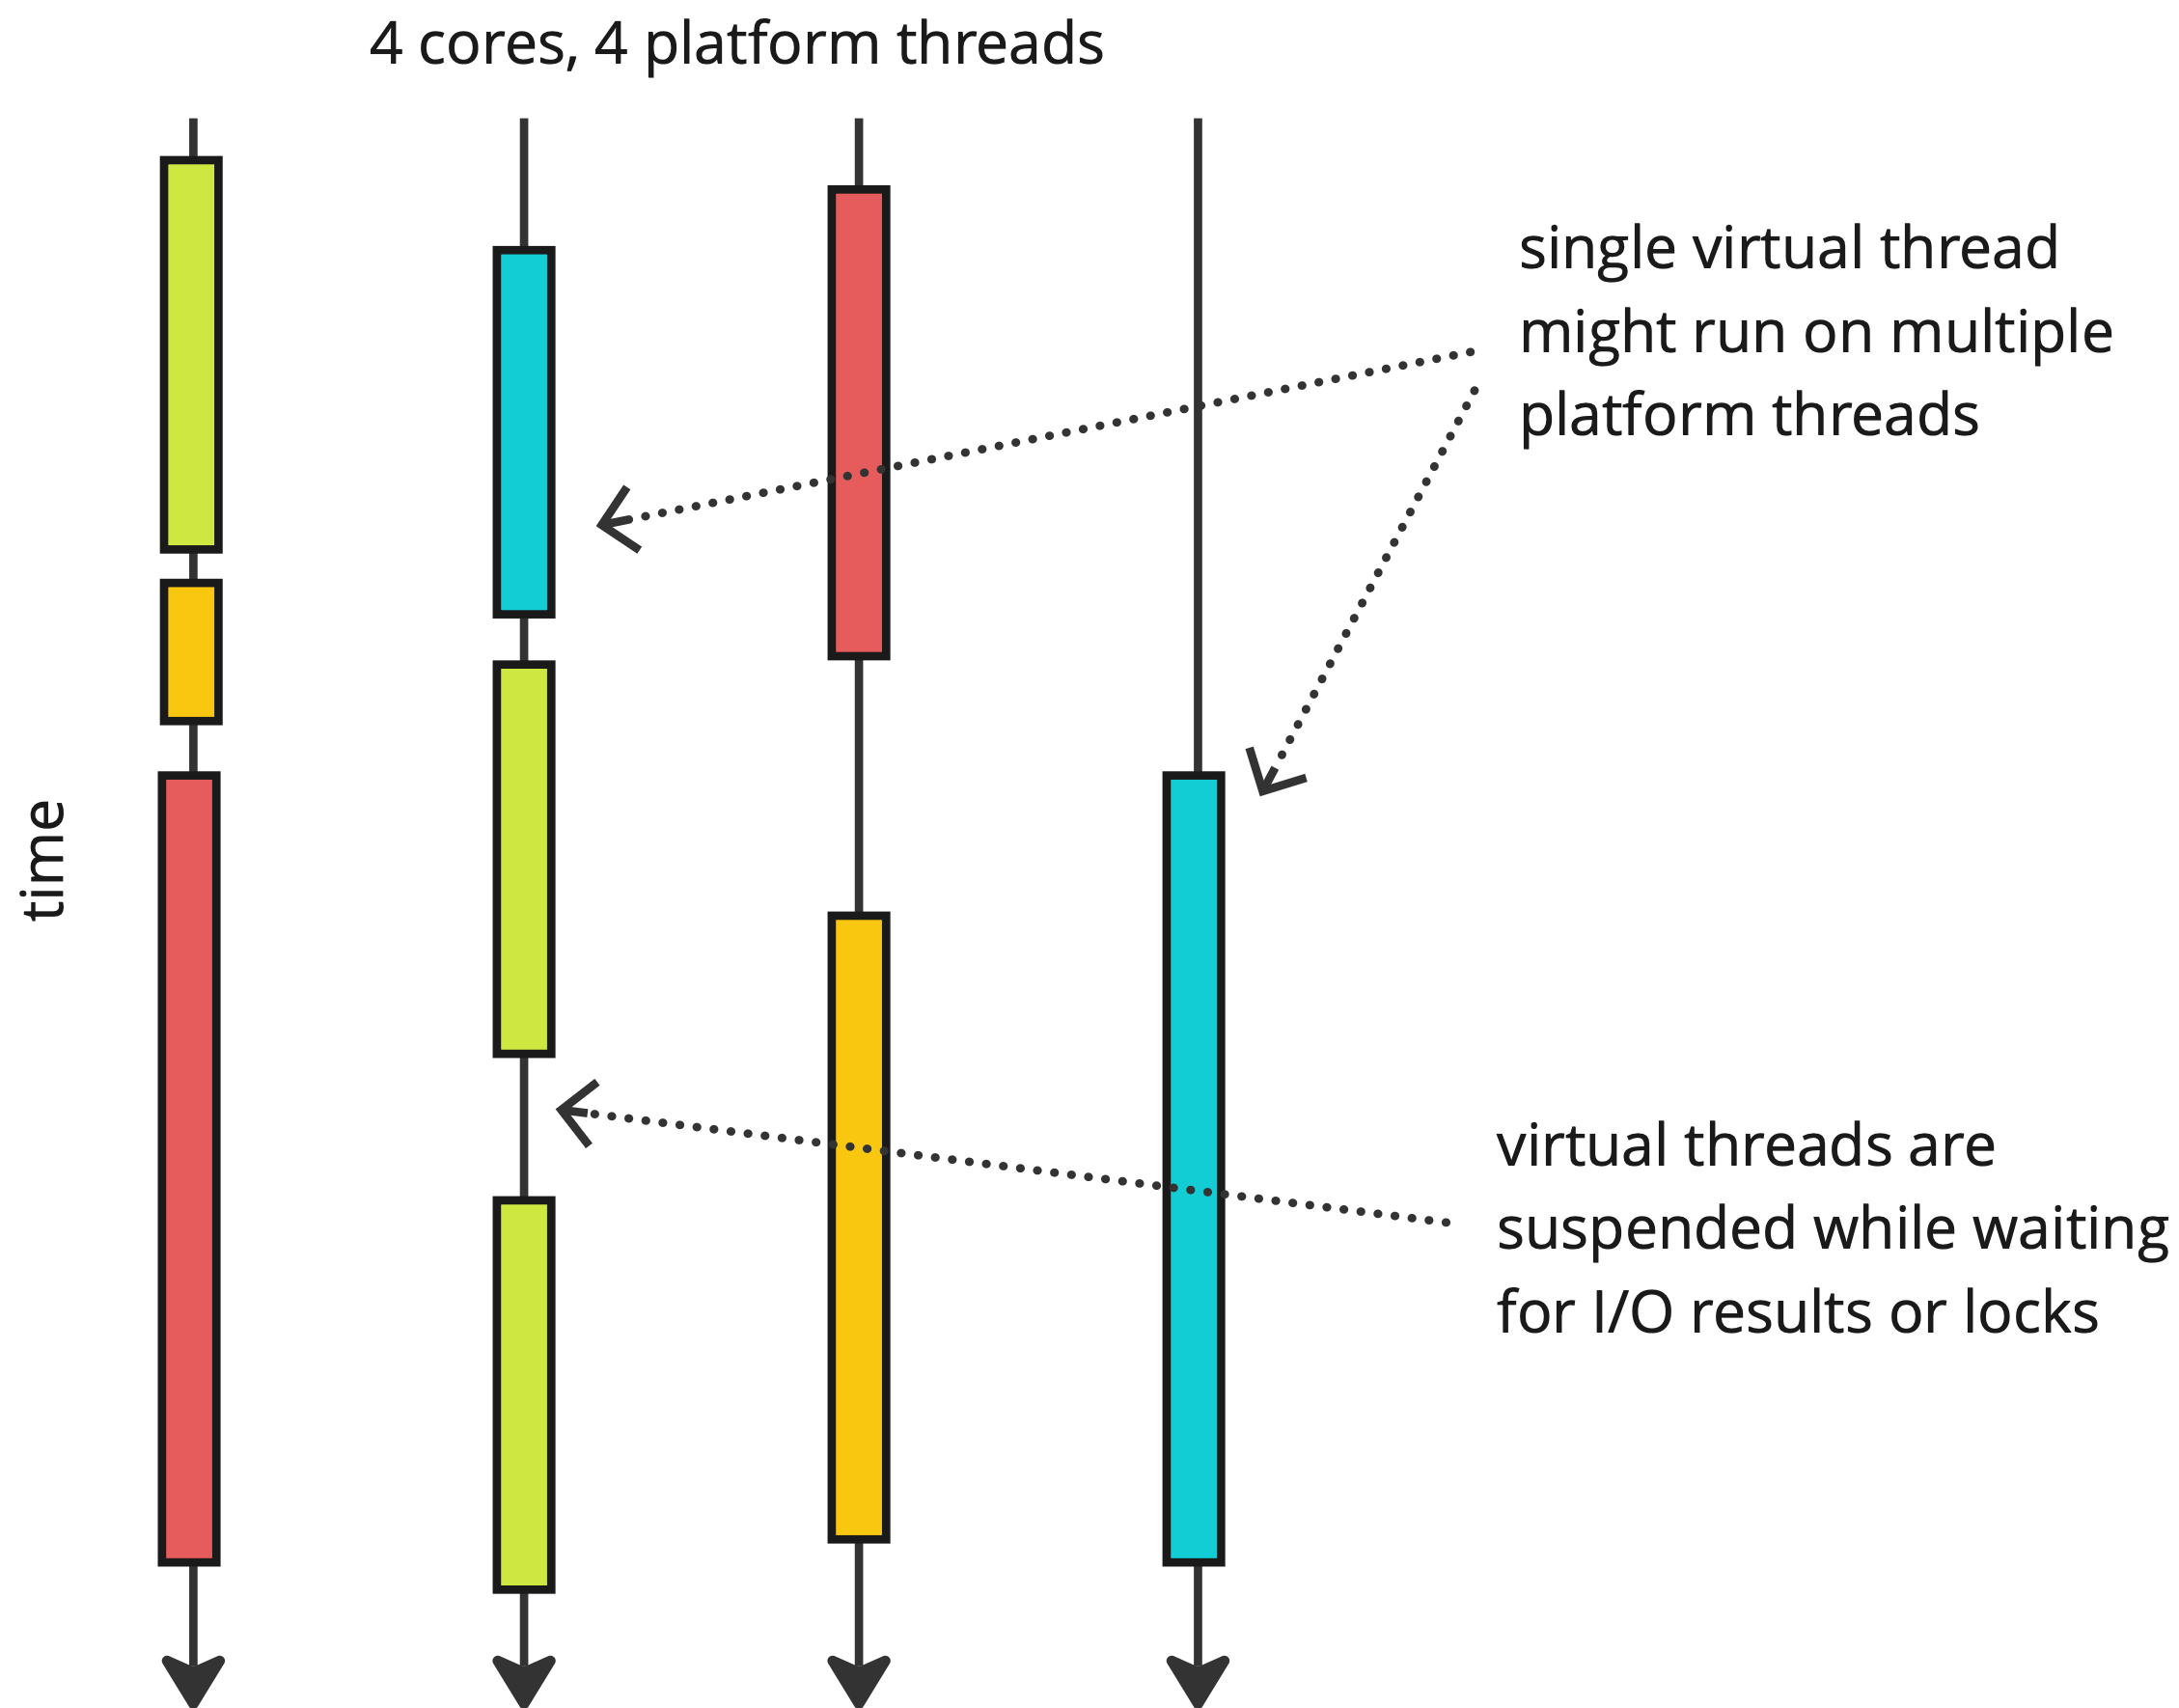 4 cores, 4 platform threads
single virtual thread
might run on multiple
platform threads
time
virtual threads are
suspended while waiting
for I/O results or locks